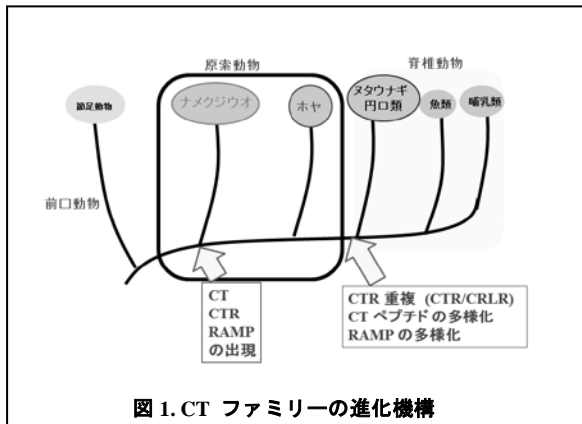 原索動物
脊椎動物
節足動物
ナメクジウオ
ホヤ
ヌタウナギ
円口類
魚類
哺乳類
前口動物
CT
CTR
RAMP
の出現
CTR 重複 (CTR/CRLR)
CT ペプチドの多様化
RAMP の多様化
図 1. CT ファミリーの進化機構